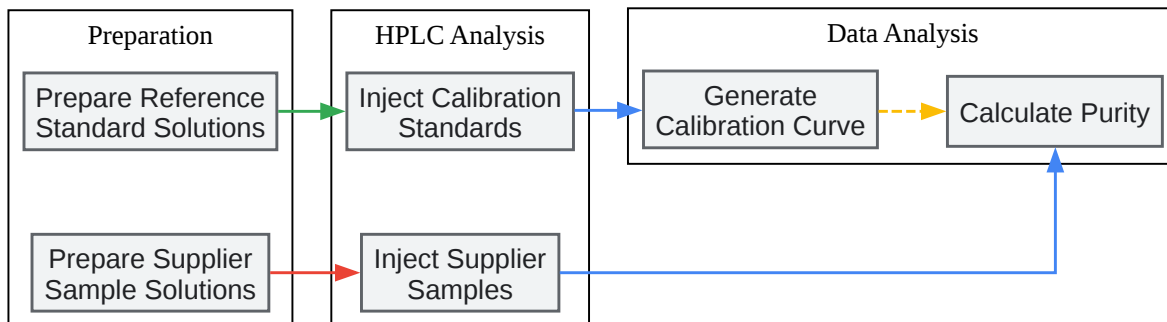 Preparation
Prepare Reference
Standard Solutions
Prepare Supplier
Sample Solutions
HPLC Analysis
Inject Calibration
Standards
Inject Supplier
Samples
Data Analysis
Generate
Calibration Curve
Calculate Purity